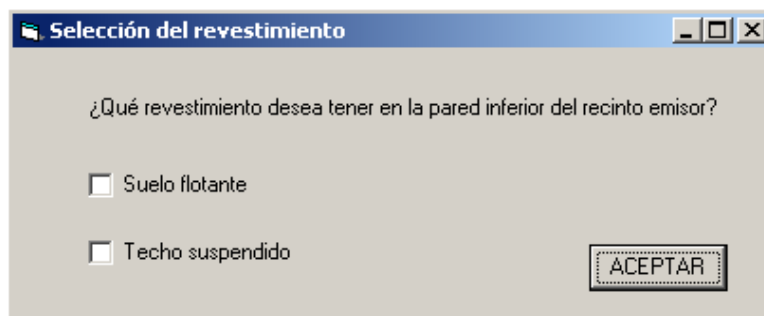 Selección del revestimiento
¿Qué revestimiento desea tener en la pared inferior del recinto emisor?
Suelo flotante
Techo suspendido
ACEPTAR